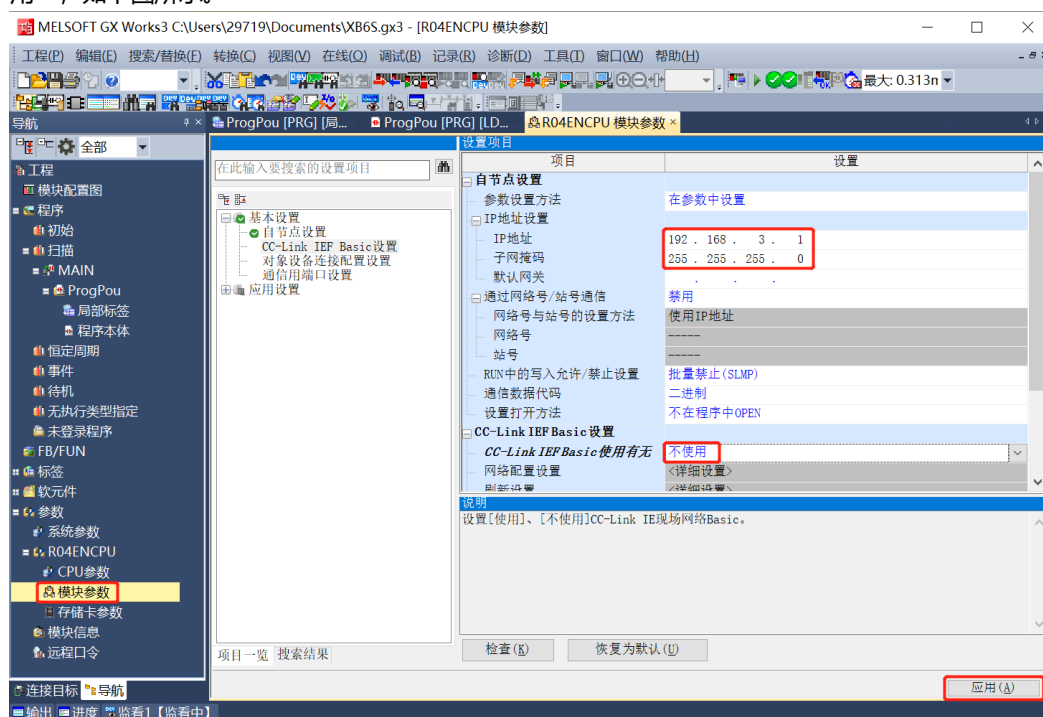 用”，如下图所示。
MELSOFT GX Works3 C:\Users\29719\Documents\XB6S.gx3 - [R04ENCPU 模块参数]
工程(P) 编辑(E) 搜索/替换(F) 转换(C) 视图(V) 在线(O) 调试(B) 记录(R) 诊断(D) 工具(T) 窗口(W) 帮助(H)
最大: 0.313n
导航
ProgPou [PRG] [局...
ProgPou [PRG] [LD...
R04ENCPU 模块参数
全部
工程
模块配置图
程序
初始
扫描
MAIN
ProgPou
局部标签
程序本体
恒定周期
事件
待机
无执行类型指定
未登录程序
FB/FUN
标签
软元件
参数
系统参数
R04ENCPU
CPU参数
模块参数
存储卡参数
模块信息
远程口令
连接目标 导航
在此输入要搜索的设置项目
基本设置
自节点设置
CC-Link IEF Basic设置
对象设备连接配置设置
通信用端口设置
应用设置
项目一览 搜索结果
设置项目
项目 设置
自节点设置
参数设置方法 在参数中设置
IP地址设置
IP地址 192 . 168 . 3 . 1
子网掩码 255 . 255 . 255 . 0
默认网关 . . .
通过网络号/站号通信 禁用
网络号与站号的设置方法 使用IP地址
网络号 -----
站号 -----
RUN中的写入允许/禁止设置 批量禁止(SLMP)
通信数据代码 二进制
设置打开方法 不在程序中OPEN
CC-Link IEF Basic设置
CC-Link IEF Basic使用有无 不使用
网络配置设置 <详细设置>
刷新设置 <详细设置>
说明
设置[使用]、[不使用]CC-Link IE现场网络Basic。
检查(K) 恢复为默认(U)
应用(A)
输出 进度 监看1【监看中】